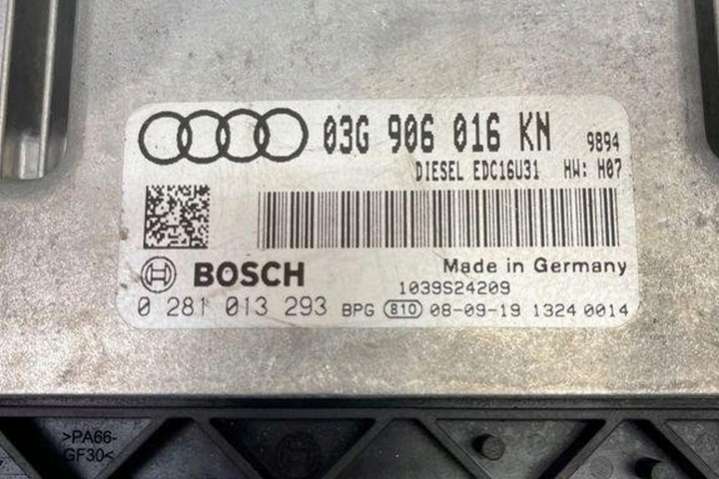 03G 906 016 KN 9894
DIESEL EDC16U31 HW: H07
BOSCH Made in Germany
1039S24209
0 281 013 293 BPG 810 08-09-19 1324 0014
>PA66-
GF30<